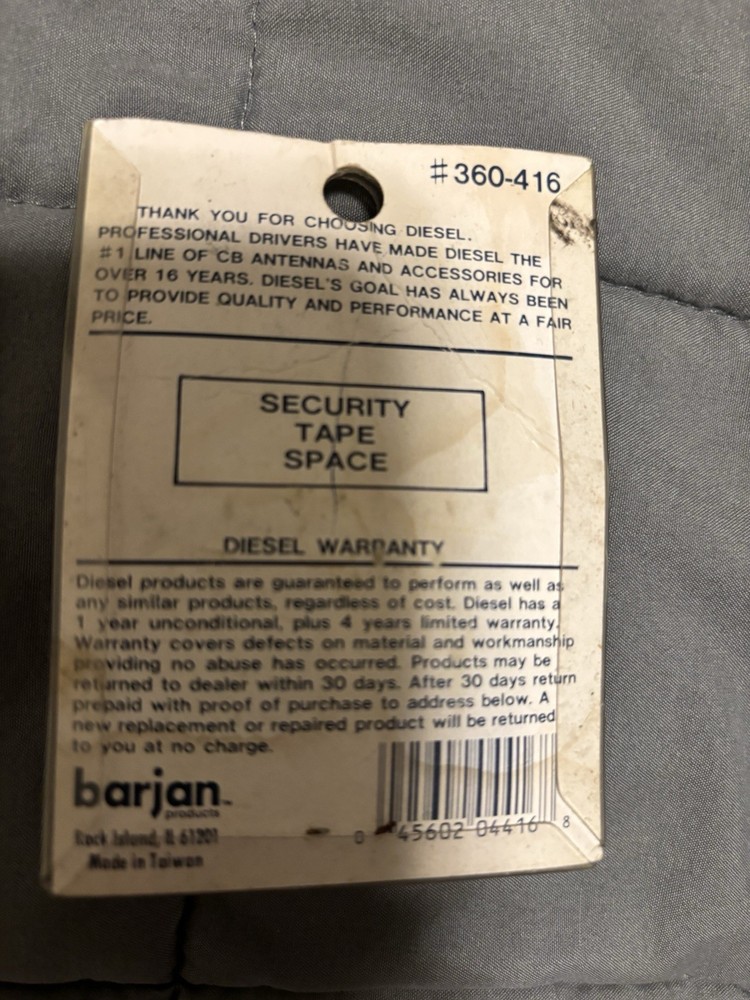 #360-416
THANK YOU FOR CHOOSING DIESEL.
PROFESSIONAL DRIVERS HAVE MADE DIESEL THE
#1 LINE OF CB ANTENNAS AND ACCESSORIES FOR
OVER 16 YEARS. DIESEL'S GOAL HAS ALWAYS BEEN
TO PROVIDE QUALITY AND PERFORMANCE AT A FAIR
PRICE.
SECURITY
TAPE
SPACE
DIESEL WARRANTY
Diesel products are guaranteed to perform as well as
any similar products, regardless of cost. Diesel has a
1 year unconditional, plus 4 years limited warranty.
Warranty covers defects on material and workmanship
providing no abuse has occurred. Products may be
returned to dealer within 30 days. After 30 days return
prepaid with proof of purchase to address below. A
new replacement or repaired product will be returned
to you at no charge.
barjan™
products
Rock Island, IL 61201
Made in Taiwan
0 45602 04416 8